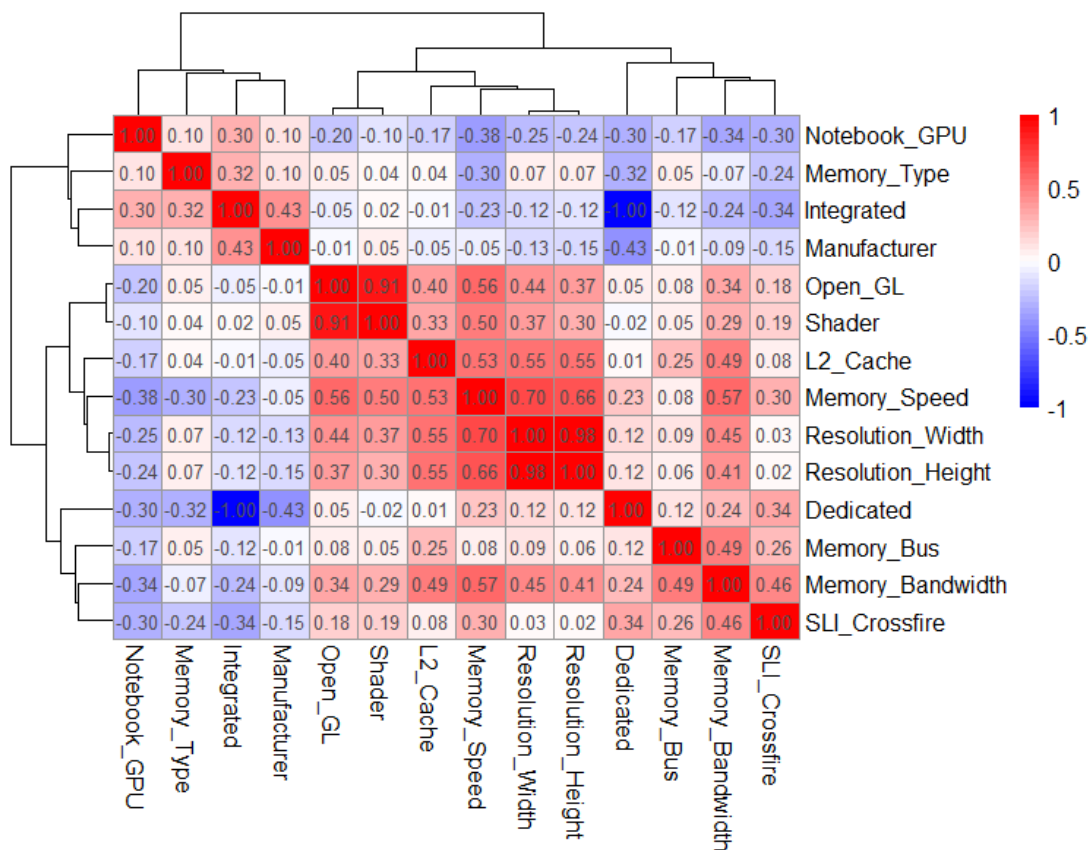 1.00 0.10 0.30 0.10 -0.20 -0.10 -0.17 -0.38 -0.25 -0.24 -0.30 -0.17 -0.34 -0.30 Notebook_GPU
0.10 1.00 0.32 0.10 0.05 0.04 0.04 -0.30 0.07 0.07 -0.32 0.05 -0.07 -0.24 Memory_Type
0.30 0.32 1.00 0.43 -0.05 0.02 -0.01 -0.23 -0.12 -0.12 -1.00 -0.12 -0.24 -0.34 Integrated
0.10 0.10 0.43 1.00 -0.01 0.05 -0.05 -0.05 -0.13 -0.15 -0.43 -0.01 -0.09 -0.15 Manufacturer
-0.20 0.05 -0.05 -0.01 1.00 0.91 0.40 0.56 0.44 0.37 0.05 0.08 0.34 0.18 Open_GL
-0.10 0.04 0.02 0.05 0.91 1.00 0.33 0.50 0.37 0.30 -0.02 0.05 0.29 0.19 Shader
-0.17 0.04 -0.01 -0.05 0.40 0.33 1.00 0.53 0.55 0.55 0.01 0.25 0.49 0.08 L2_Cache
-0.38 -0.30 -0.23 -0.05 0.56 0.50 0.53 1.00 0.70 0.66 0.23 0.08 0.57 0.30 Memory_Speed
-0.25 0.07 -0.12 -0.13 0.44 0.37 0.55 0.70 1.00 0.98 0.12 0.09 0.45 0.03 Resolution_Width
-0.24 0.07 -0.12 -0.15 0.37 0.30 0.55 0.66 0.98 1.00 0.12 0.06 0.41 0.02 Resolution_Height
-0.30 -0.32 -1.00 -0.43 0.05 -0.02 0.01 0.23 0.12 0.12 1.00 0.12 0.24 0.34 Dedicated
-0.17 0.05 -0.12 -0.01 0.08 0.05 0.25 0.08 0.09 0.06 0.12 1.00 0.49 0.26 Memory_Bus
-0.34 -0.07 -0.24 -0.09 0.34 0.29 0.49 0.57 0.45 0.41 0.24 0.49 1.00 0.46 Memory_Bandwidth
-0.30 -0.24 -0.34 -0.15 0.18 0.19 0.08 0.30 0.03 0.02 0.34 0.26 0.46 1.00 SLI_Crossfire
Notebook_GPU
Memory_Type
Integrated
Manufacturer
Open_GL
Shader
L2_Cache
Memory_Speed
Resolution_Width
Resolution_Height
Dedicated
Memory_Bus
Memory_Bandwidth
SLI_Crossfire
1
0.5
0
-0.5
-1